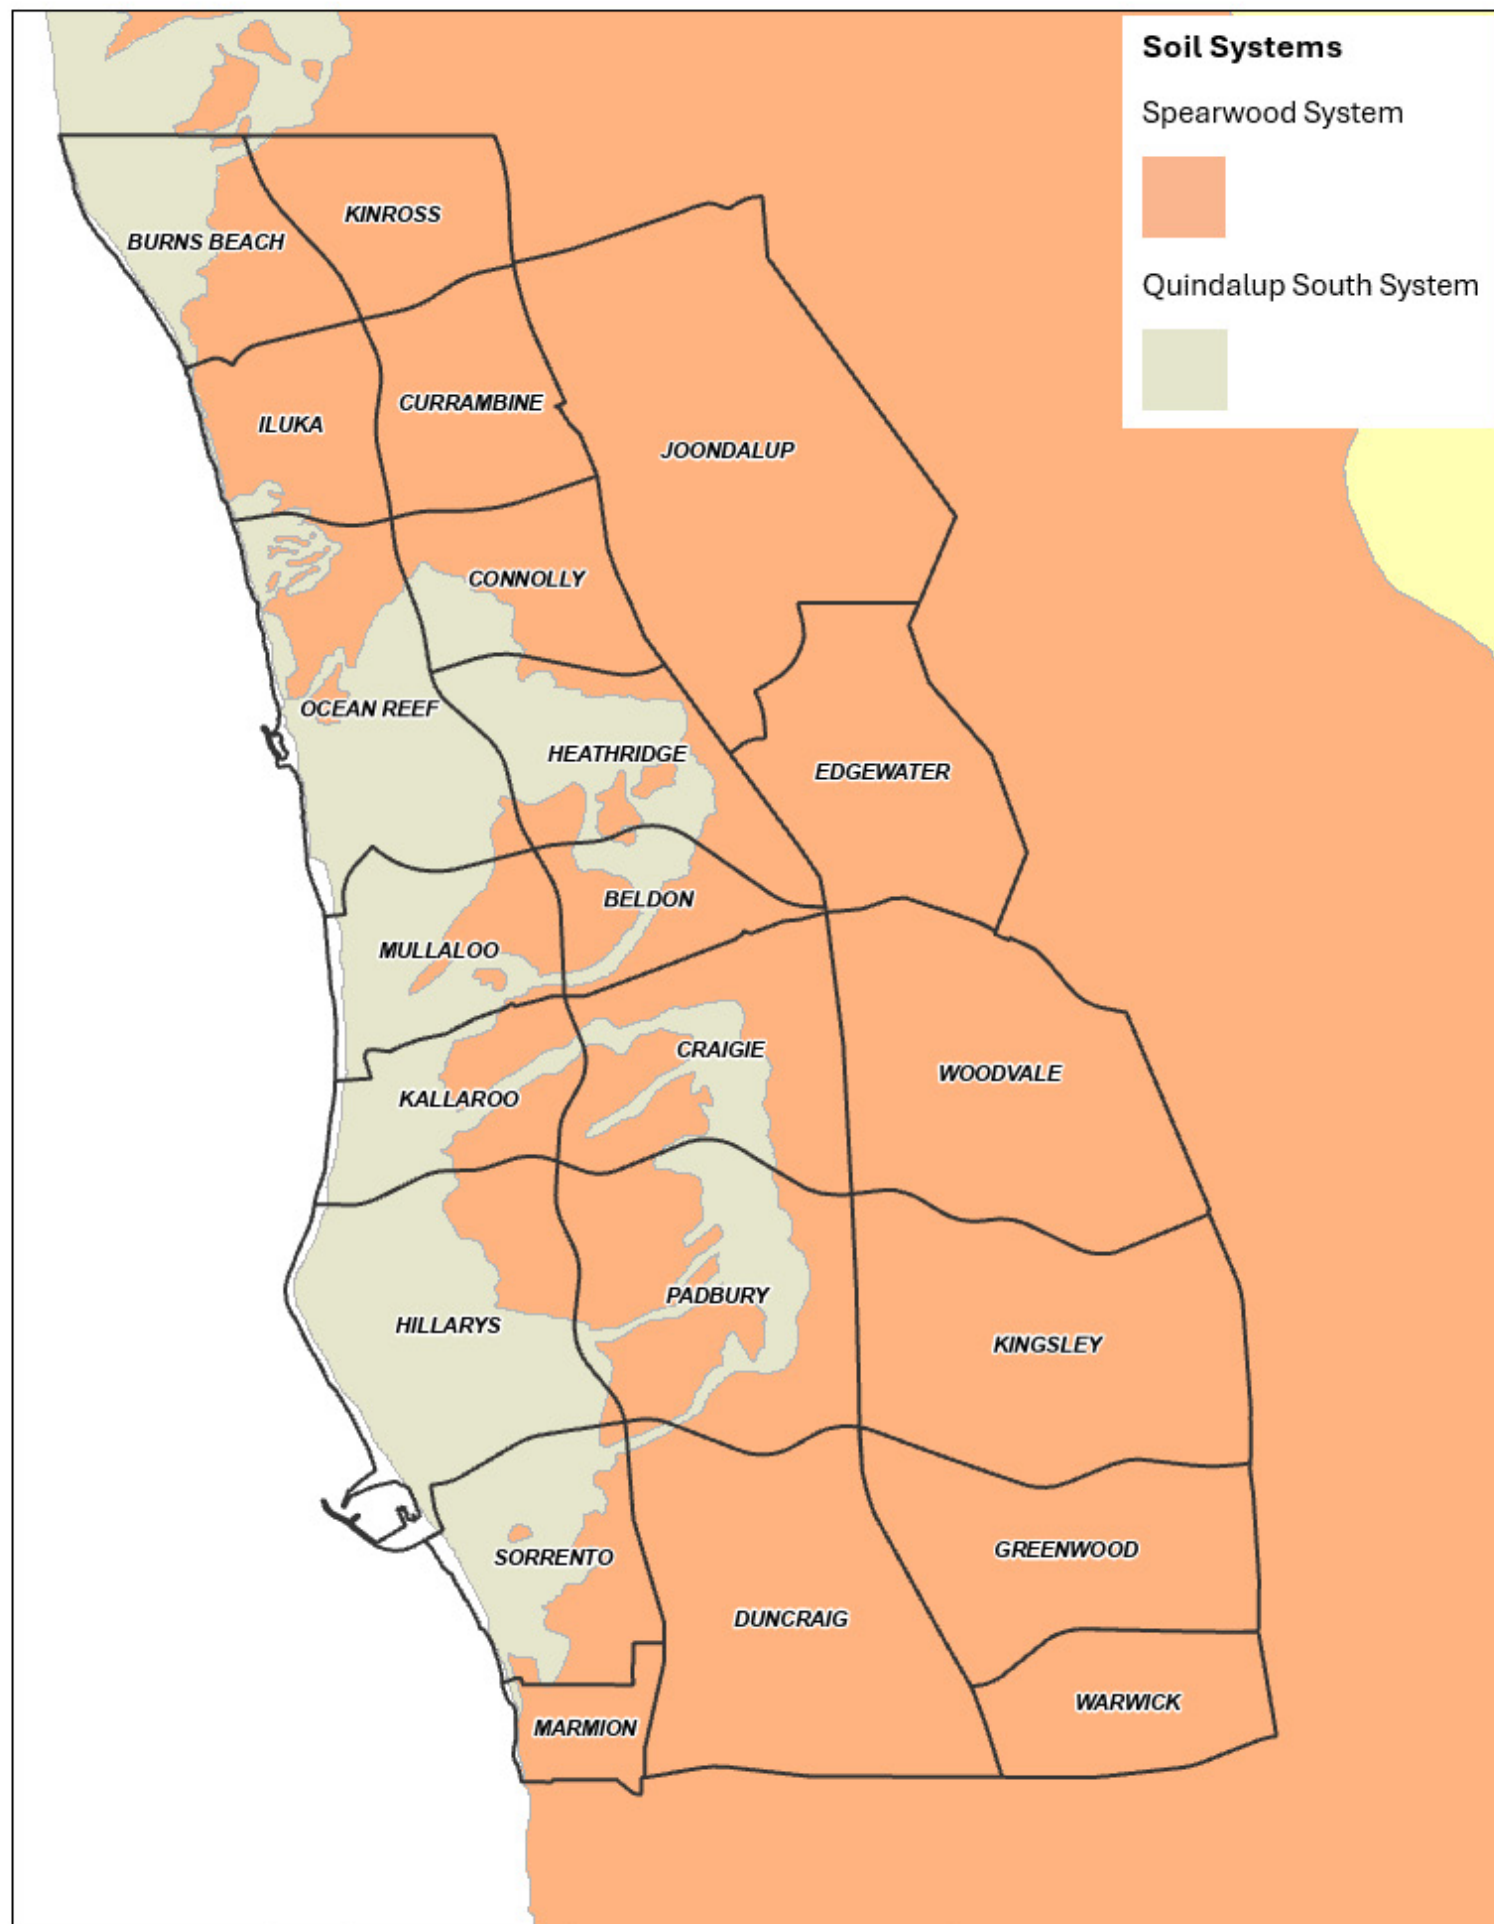 Soil Systems
Spearwood System
Quindalup South System
KINROSS
BURNS BEACH
CURRAMBINE
ILUKA
JOONDALUP
CONNOLLY
OCEAN REEF
HEATHRIDGE
EDGEWATER
BELDON
MULLALOO
CRAIGIE
WOODVALE
KALLAROO
PADBURY
HILLARYS
KINGSLEY
GREENWOOD
SORRENTO
DUNCRAIG
WARWICK
MARMION